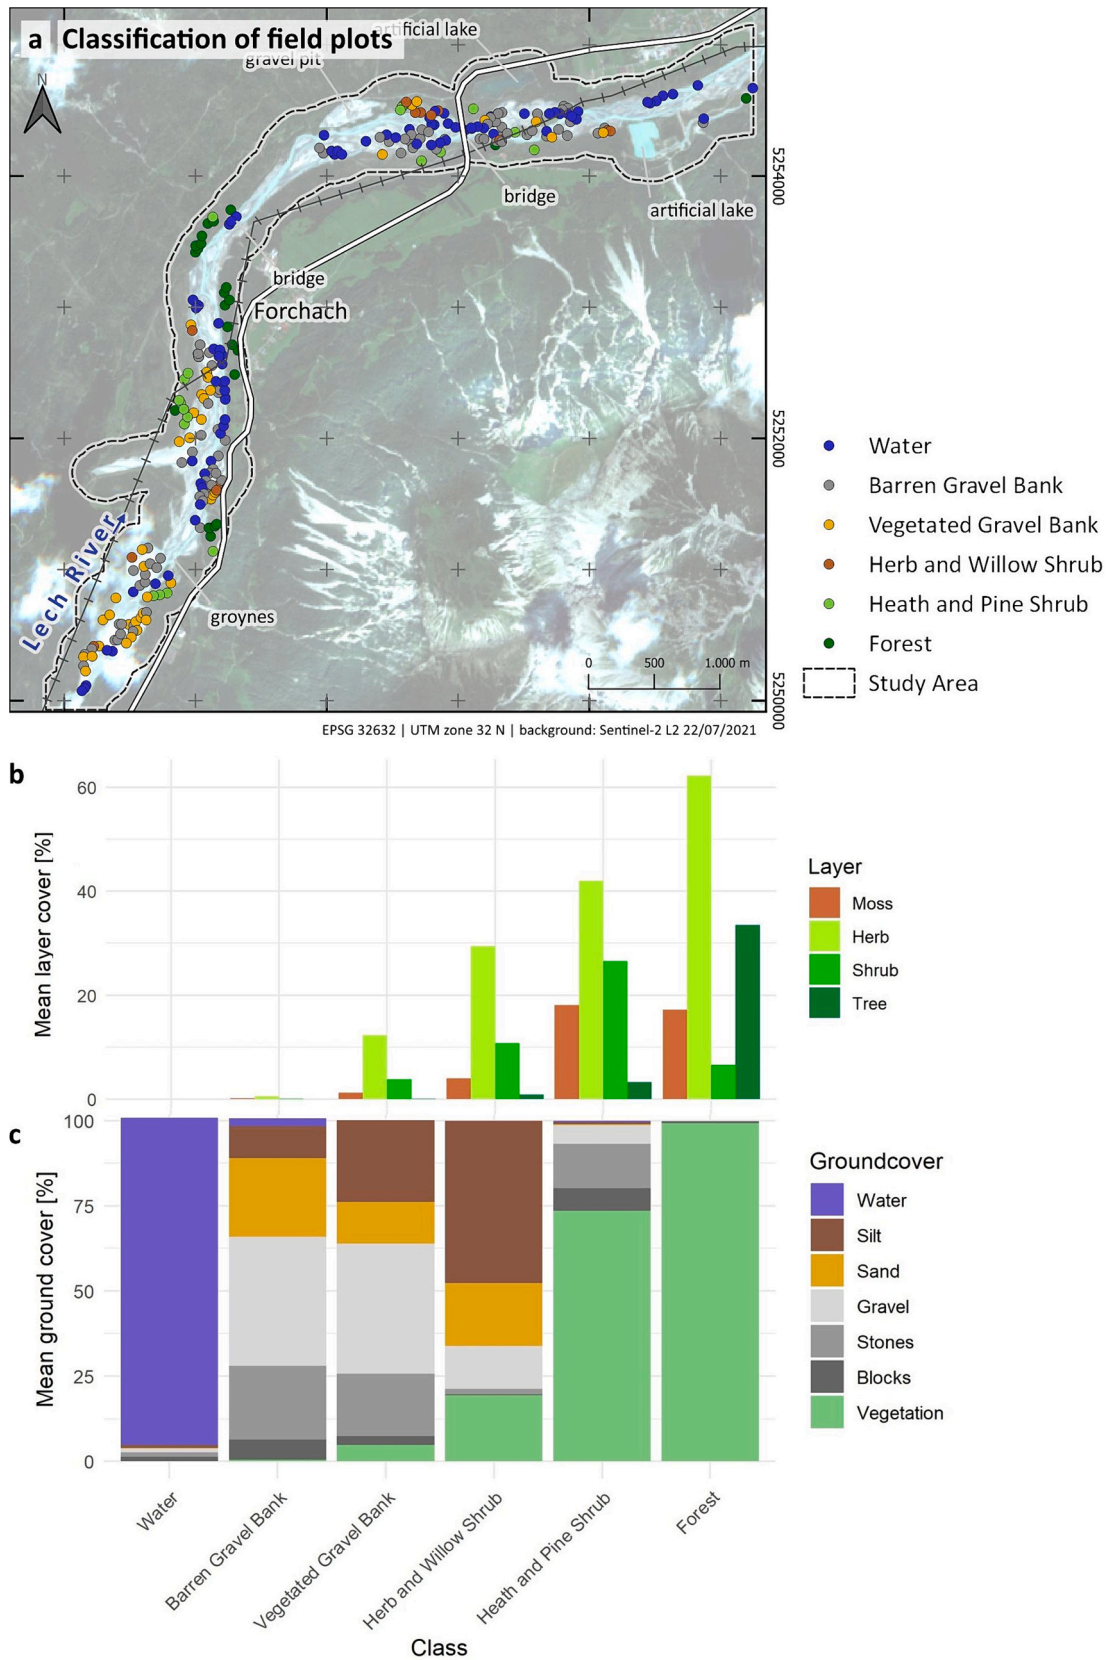 a Classification of field plots
artificial lake
gravel pit
N
5254000
bridge
artificial lake
bridge
Forchach
5252000
Water
Barren Gravel Bank
Vegetated Gravel Bank
Herb and Willow Shrub
Heath and Pine Shrub
Forest
Study Area
Lech River
groynes
0 500 1.000 m
5250000
EPSG 32632 | UTM zone 32 N | background: Sentinel-2 L2 22/07/2021
b
Mean layer cover [%]
60
40
20
0
Layer
Moss
Herb
Shrub
Tree
c
Mean ground cover [%]
100
75
50
25
0
Groundcover
Water
Silt
Sand
Gravel
Stones
Blocks
Vegetation
Water
Barren Gravel Bank
Vegetated Gravel Bank
Herb and Willow Shrub
Heath and Pine Shrub
Forest
Class